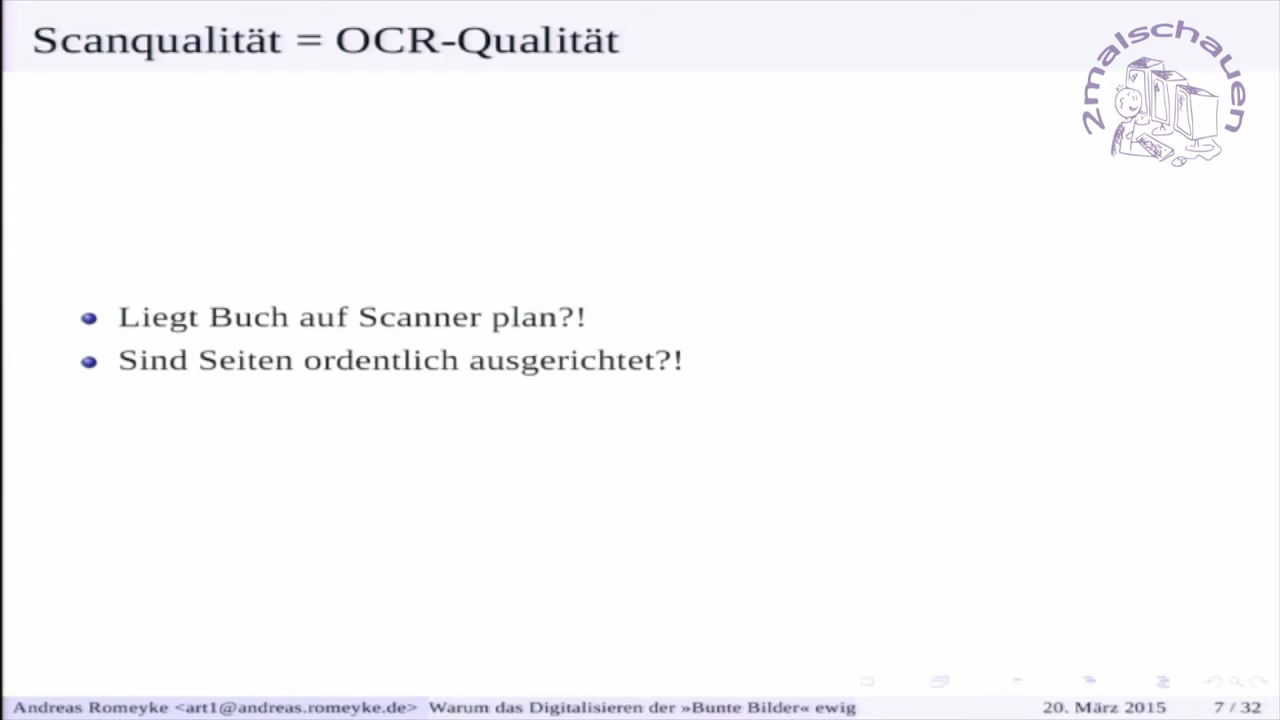 Scanqualität = OCR-Qualität
2malschauen
Liegt Buch auf Scanner plan?!
Sind Seiten ordentlich ausgerichtet?!
Andreas Romeyke <art1@andreas.romeyke.de> Warum das Digitalisieren der »Bunte Bilder« ewig 20. März 2015 7 / 32